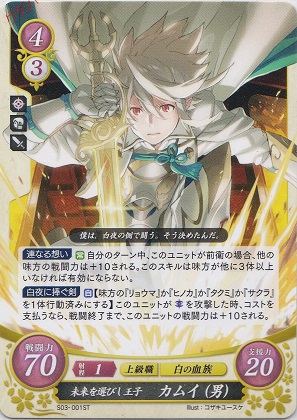 4
3
僕は、白夜の側で闘う。そう決めたんだ。
連なる想い 常 自分のターン中、このユニットが前衛の場合、他の
味方の戦闘力は+10される。このスキルは味方が他に3体以上
いなければ有効にならない。
白夜に捧ぐ剣 自【味方の『リョウマ』か『ヒノカ』か『タクミ』か『サクラ』
を1体行動済みにする】このユニットが を攻撃した時、コストを
支払うなら、戦闘終了まで、このユニットの戦闘力は+10される。
戦闘力
70
射程 1 上級職 白の血族
支援力
20
未来を選びし王子 カムイ(男)
S03-001ST
Illust:コザキユースケ